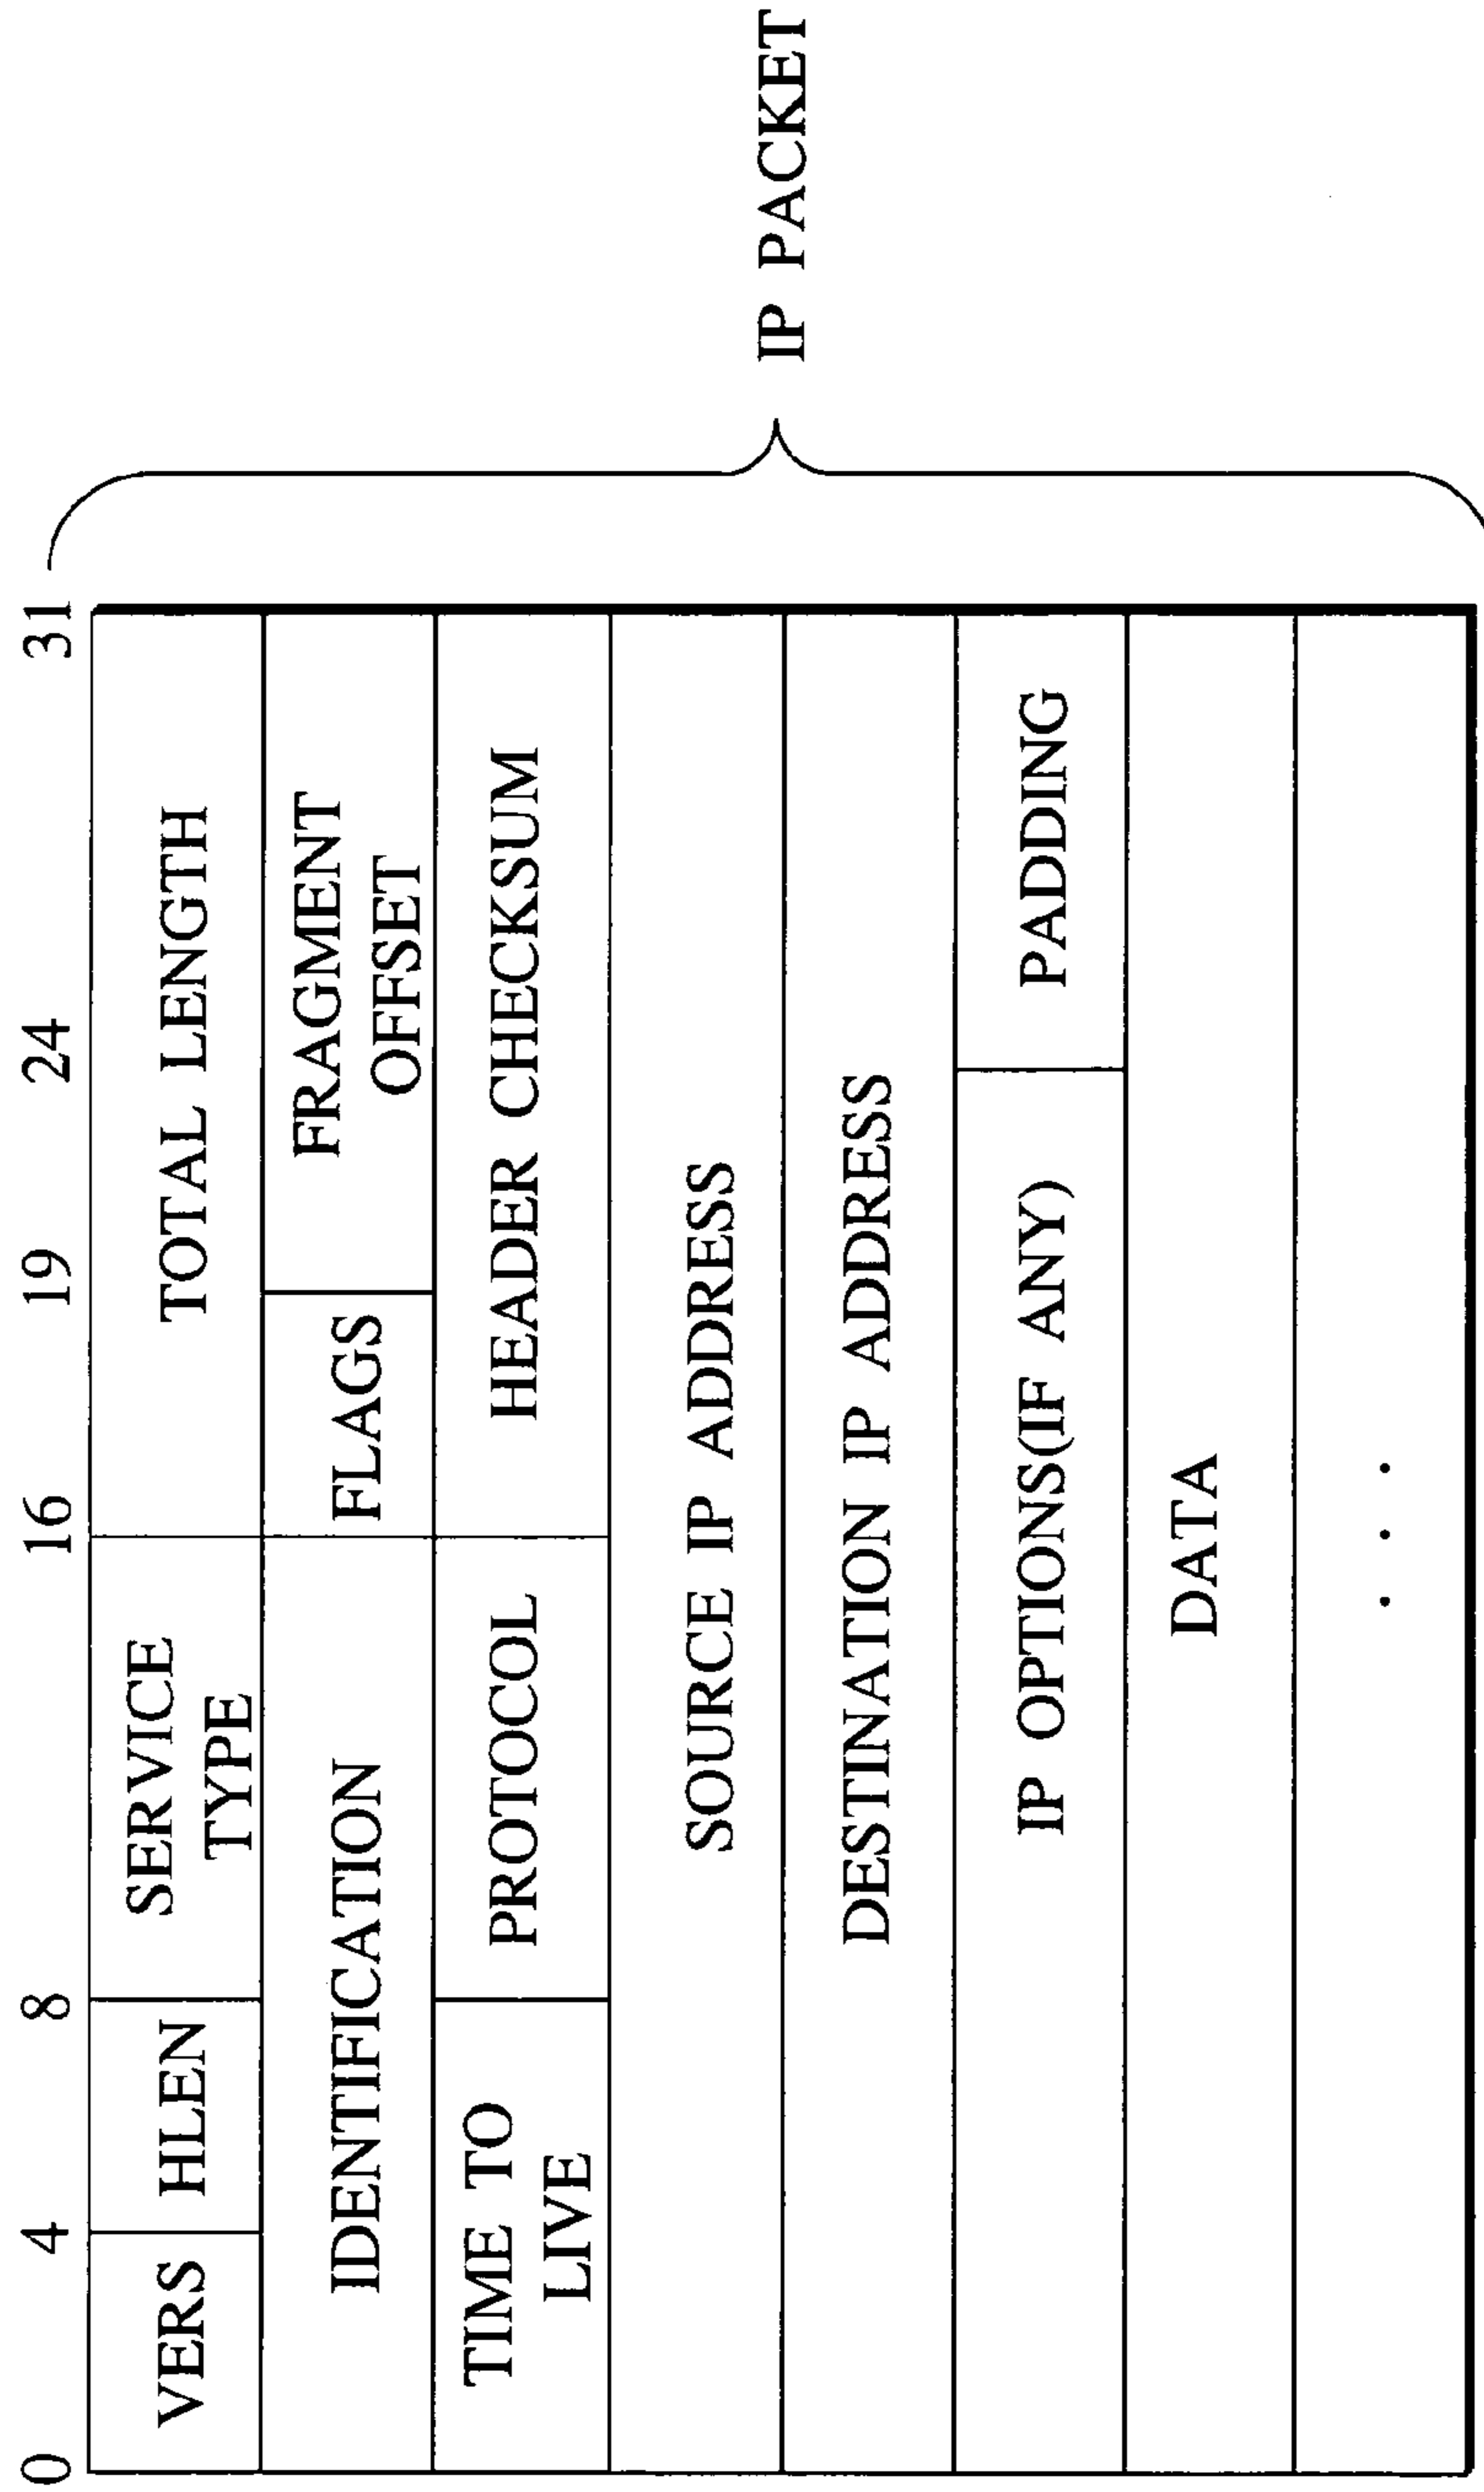 0 4 8 16 19 24 31
VERS HLEN SERVICE TYPE TOTAL LENGTH
IDENTIFICATION FLAGS FRAGMENT OFFSET
TIME TO LIVE PROTOCOL HEADER CHECKSUM
SOURCE IP ADDRESS
DESTINATION IP ADDRESS
IP OPTIONS(IF ANY) PADDING
DATA
. . .
IP PACKET